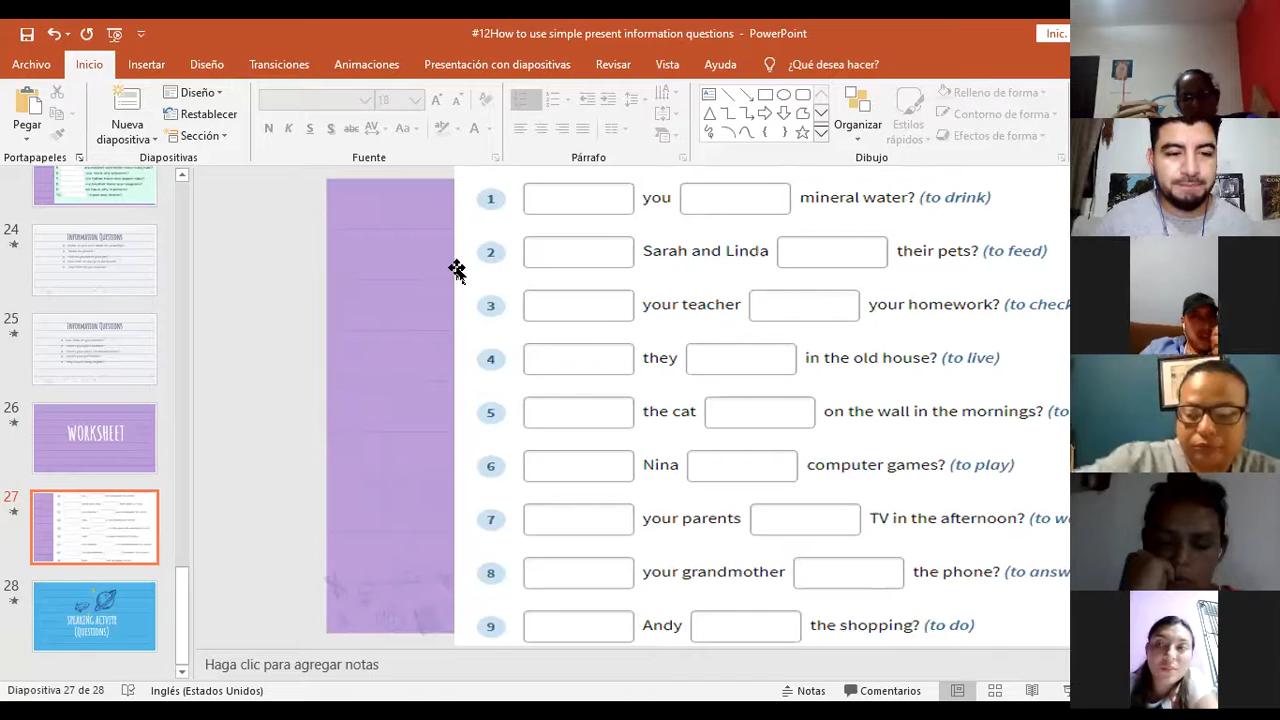 #12How to use simple present information questions - PowerPoint
Inic.
Archivo Inicio Insertar Diseño Transiciones Animaciones Presentación con diapositivas Revisar Vista Ayuda ¿Qué desea hacer?
Pegar
Nueva diapositiva
Diseño
Restablecer
Sección
18
N K S S abc AV Aa A
Organizar
Estilos rápidos
Relleno de forma
Contorno de forma
Efectos de forma
Portapapeles Diapositivas Fuente Párrafo Dibujo
24
INFORMATION QUESTIONS
25
INFORMATION QUESTIONS
26
WORKSHEET
27
28
SPEAKING ACTVITY
(QUESTIONS)
1 you mineral water? (to drink)
2 Sarah and Linda their pets? (to feed)
3 your teacher your homework? (to check
4 they in the old house? (to live)
5 the cat on the wall in the mornings? (to
6 Nina computer games? (to play)
7 your parents TV in the afternoon? (to w
8 your grandmother the phone? (to answ
9 Andy the shopping? (to do)
Haga clic para agregar notas
Diapositiva 27 de 28 Inglés (Estados Unidos) Notas Comentarios